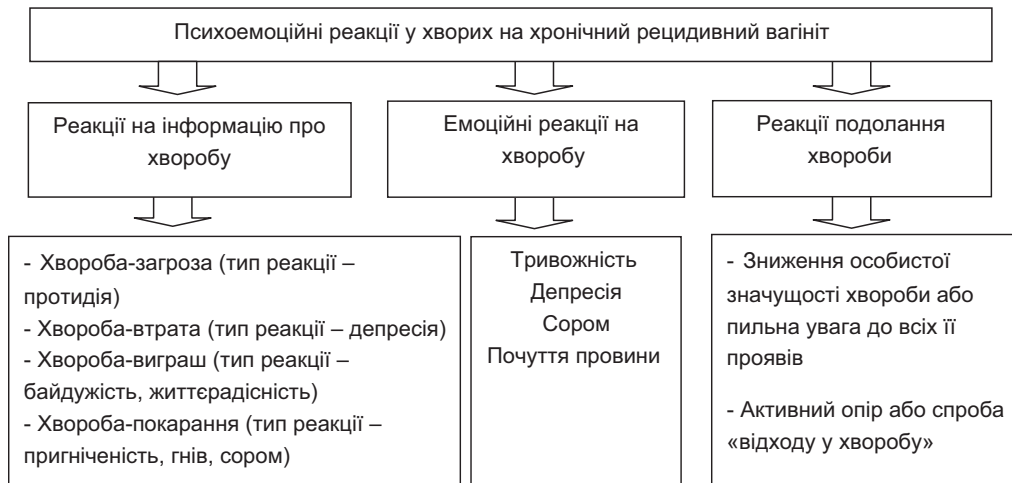 Психоемоційні реакції у хворих на хронічний рецидивний вагініт
Реакції на інформацію про
хворобу
Емоційні реакції на
хворобу
Реакції подолання
хвороби
- Хвороба-загроза (тип реакції –
протидія)
- Хвороба-втрата (тип реакції – депресія)
- Хвороба-виграш (тип реакції –
байдужість, життєрадісність)
- Хвороба-покарання (тип реакції –
пригніченість, гнів, сором)
Тривожність
Депресія
Сором
Почуття провини
- Зниження особистої
значущості хвороби або
пильна увага до всіх її
проявів
- Активний опір або спроба
«відходу у хворобу»